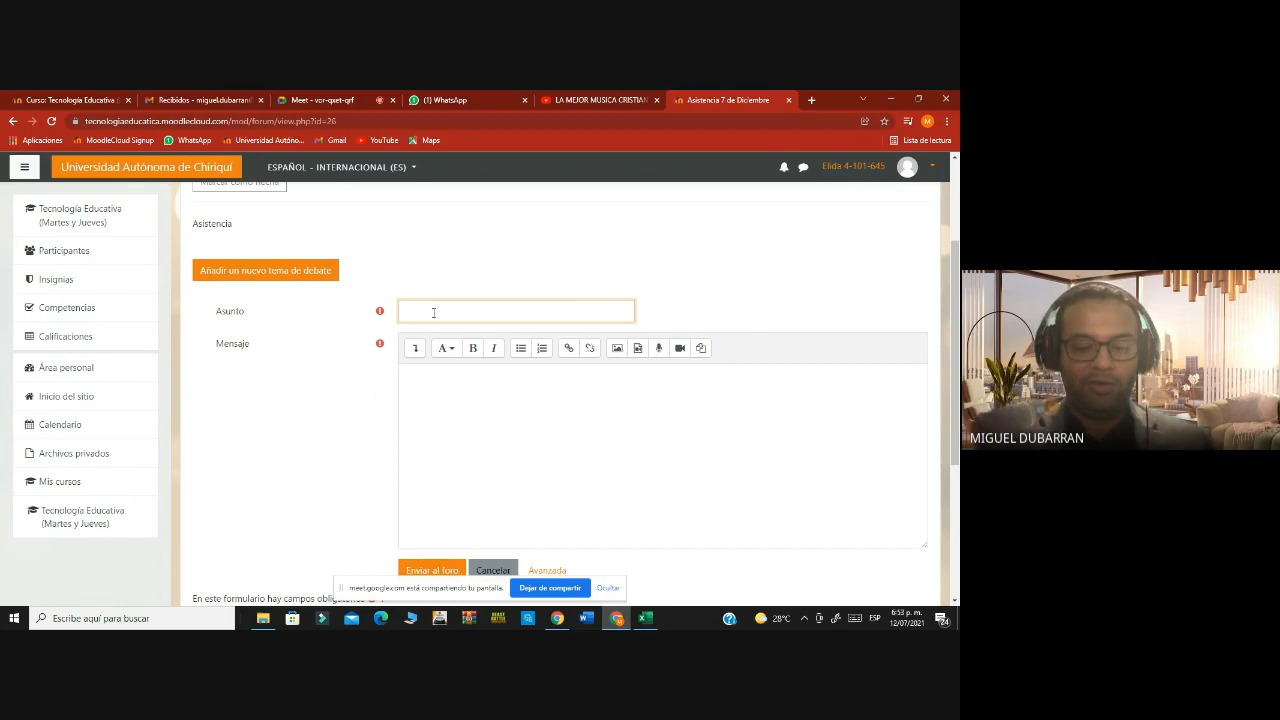 Curso: Tecnología Educativa (
Recibidos - miguel.dubarran@
Meet - vor-qxet-qrf
(1) WhatsApp
LA MEJOR MUSICA CRISTIAN
Asistencia 7 de Diciembre
tecnologiaeducatica.moodlecloud.com/mod/forum/view.php?id=26
Aplicaciones
MoodleCloud Signup
WhatsApp
Universidad Autóno...
Gmail
YouTube
Maps
Lista de lectura
Universidad Autónoma de Chiriquí
ESPAÑOL - INTERNACIONAL (ES)
Elida 4-101-645
Marcar como hecha
Tecnología Educativa
(Martes y Jueves)
Participantes
Insignias
Competencias
Calificaciones
Área personal
Inicio del sitio
Calendario
Archivos privados
Mis cursos
Tecnología Educativa
(Martes y Jueves)
Asistencia
Añadir un nuevo tema de debate
Asunto
Mensaje
Enviar al foro
Cancelar
Avanzada
En este formulario hay campos obligatorios
meet.google.com está compartiendo tu pantalla.
Dejar de compartir
Ocultar
MIGUEL DUBARRAN
Escribe aquí para buscar
28°C
ESP
6:53 p. m.
12/07/2021
24